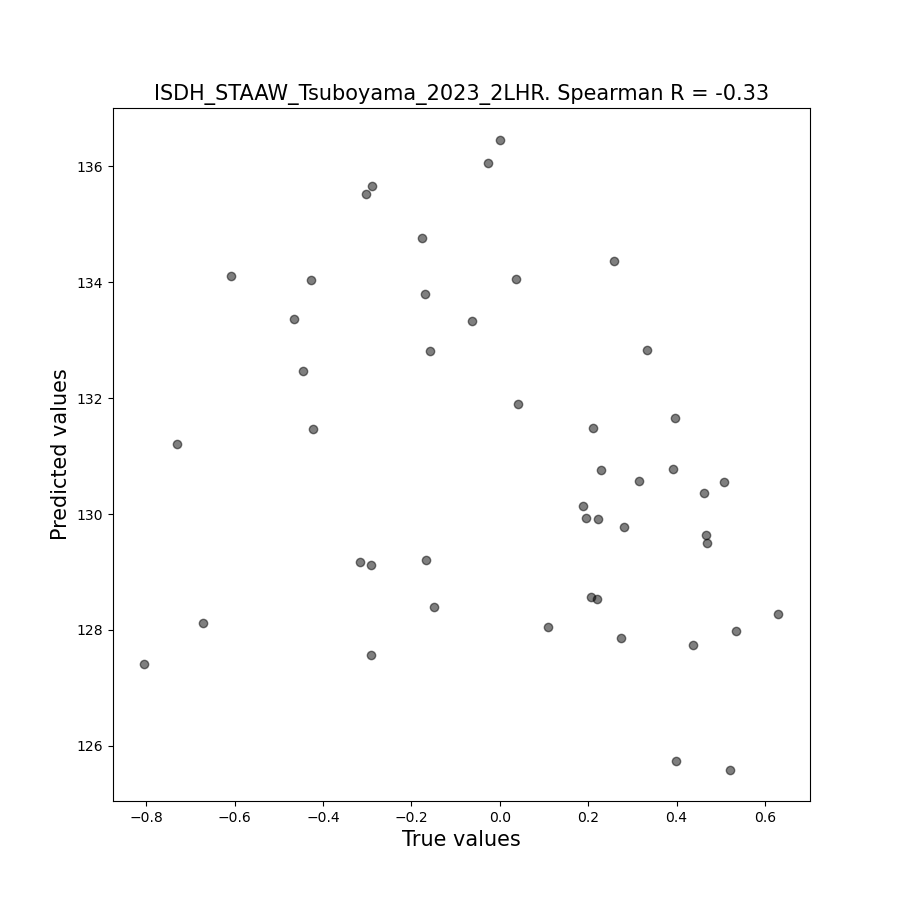 ISDH_STAAW_Tsuboyama_2023_2LHR. Spearman R = -0.33
136
134
132
130
128
126
Predicted values
−0.8 −0.6 −0.4 −0.2 0.0 0.2 0.4 0.6
True values